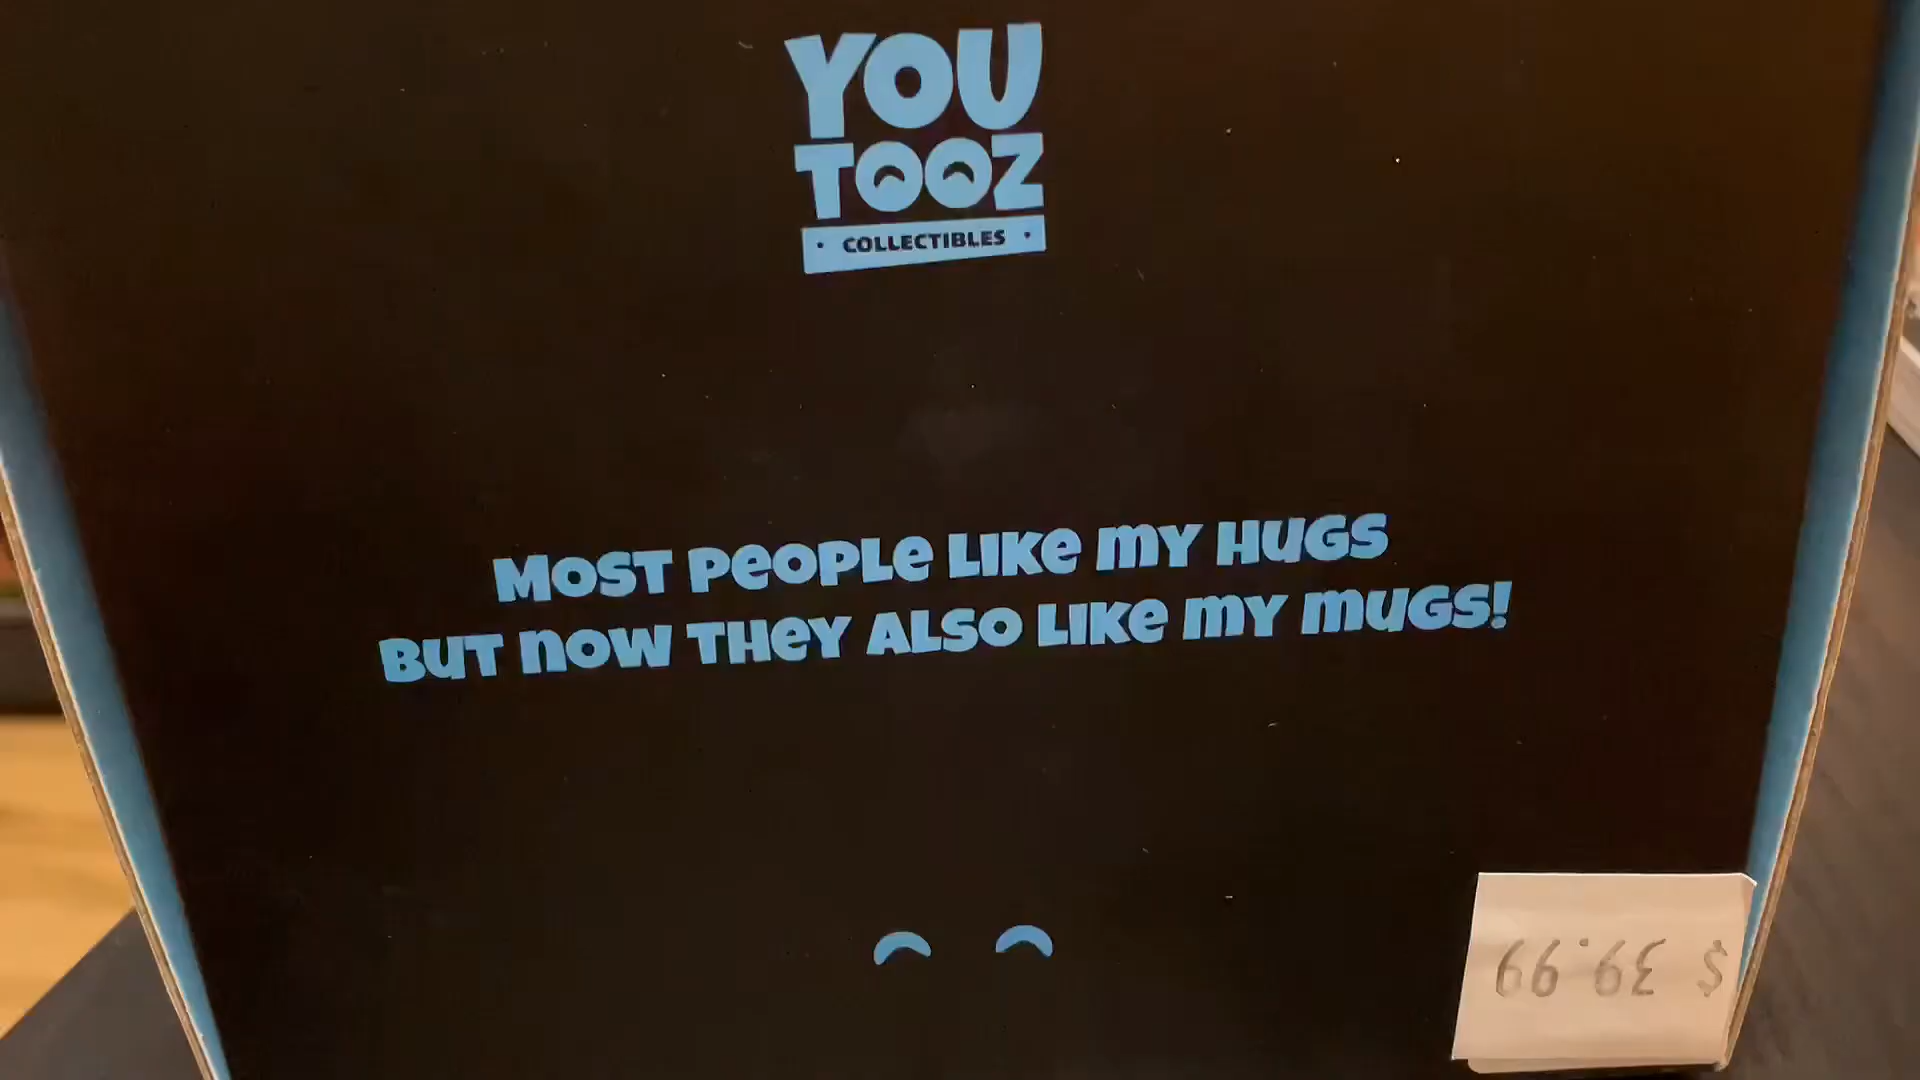 YOU
TOOZ
• COLLECTIBLES •
MOST PEOPLE LIKE MY HUGS
BUT NOW THEY ALSO LIKE MY MUGS!
$ 39.99